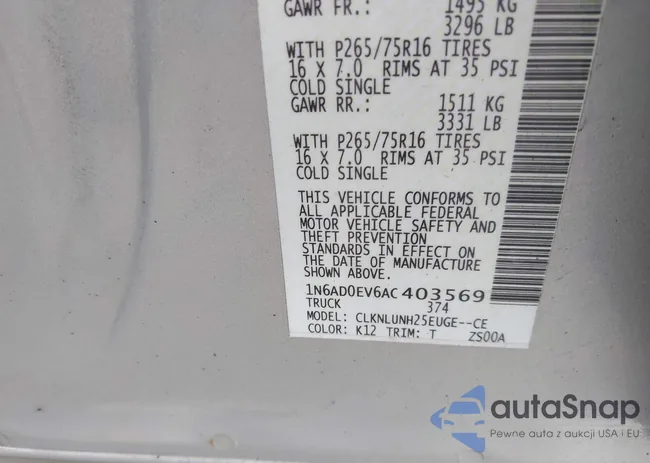 GAWR FR.: 1495 KG
3296 LB
WITH P265/75R16 TIRES
16 X 7.0 RIMS AT 35 PSI
COLD SINGLE
GAWR RR.: 1511 KG
3331 LB
WITH P265/75R16 TIRES
16 X 7.0 RIMS AT 35 PSI
COLD SINGLE
THIS VEHICLE CONFORMS TO
ALL APPLICABLE FEDERAL
MOTOR VEHICLE SAFETY AND
THEFT PREVENTION
STANDARDS IN EFFECT ON
THE DATE OF MANUFACTURE
SHOWN ABOVE.
1N6AD0EV6AC403569
TRUCK 374
MODEL: CLKNLUNH25EUGE--CE
COLOR: K12 TRIM: T ZS00A
autaSnap
Pewne auta z aukcji USA i EU